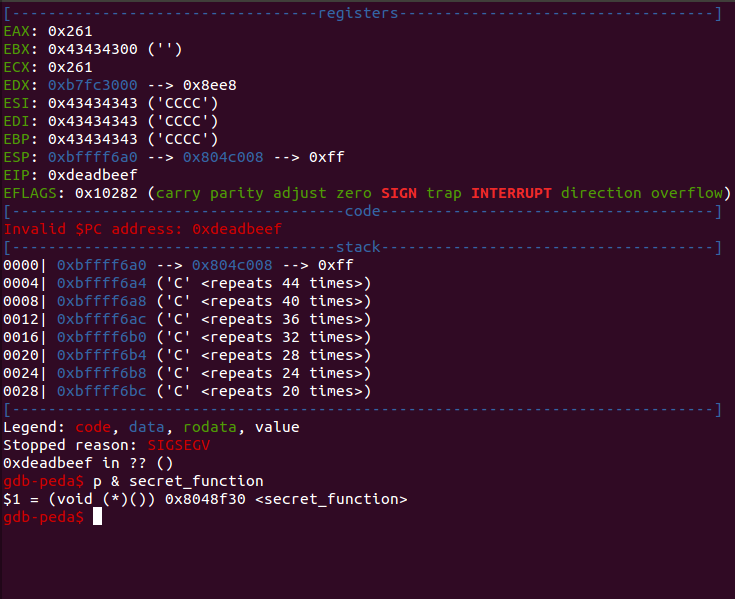 [----------------------------------registers-----------------------------------]
EAX: 0x261
EBX: 0x43434300 ('')
ECX: 0x261
EDX: 0xb7fc3000 --> 0x8ee8
ESI: 0x43434343 ('CCCC')
EDI: 0x43434343 ('CCCC')
EBP: 0x43434343 ('CCCC')
ESP: 0xbffff6a0 --> 0x804c008 --> 0xff
EIP: 0xdeadbeef
EFLAGS: 0x10282 (carry parity adjust zero SIGN trap INTERRUPT direction overflow)
[-------------------------------------code-------------------------------------]
Invalid $PC address: 0xdeadbeef
[------------------------------------stack-------------------------------------]
0000| 0xbffff6a0 --> 0x804c008 --> 0xff
0004| 0xbffff6a4 ('C' <repeats 44 times>)
0008| 0xbffff6a8 ('C' <repeats 40 times>)
0012| 0xbffff6ac ('C' <repeats 36 times>)
0016| 0xbffff6b0 ('C' <repeats 32 times>)
0020| 0xbffff6b4 ('C' <repeats 28 times>)
0024| 0xbffff6b8 ('C' <repeats 24 times>)
0028| 0xbffff6bc ('C' <repeats 20 times>)
[------------------------------------------------------------------------------]
Legend: code, data, rodata, value
Stopped reason: SIGSEGV
0xdeadbeef in ?? ()
gdb-peda$ p & secret_function
$1 = (void (*)()) 0x8048f30 <secret_function>
gdb-peda$